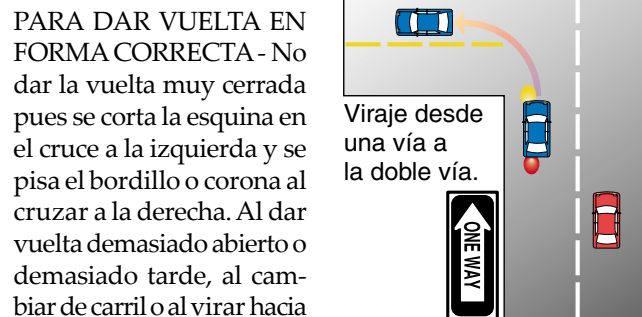 PARA DAR VUELTA EN
FORMA CORRECTA - No
dar la vuelta muy cerrada
pues se corta la esquina en
el cruce a la izquierda y se
pisa el bordillo o corona al
cruzar a la derecha. Al dar
vuelta demasiado abierto o
demasiado tarde, al cam-
biar de carril o al virar hacia
Viraje desde
una vía a
la doble vía.
ONE WAY